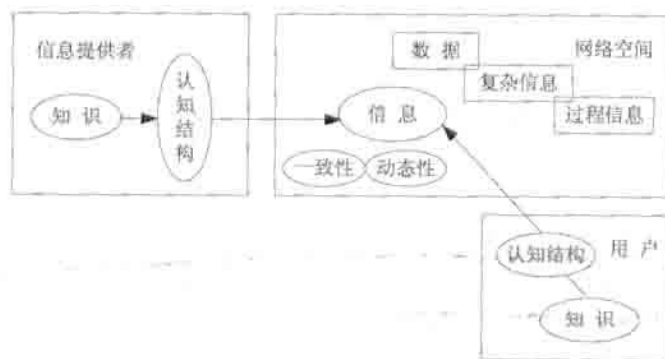 信息提供者
知识
认知结构
数据
网络空间
复杂信息
过程信息
信息
一致性
动态性
认知结构
用户
知识